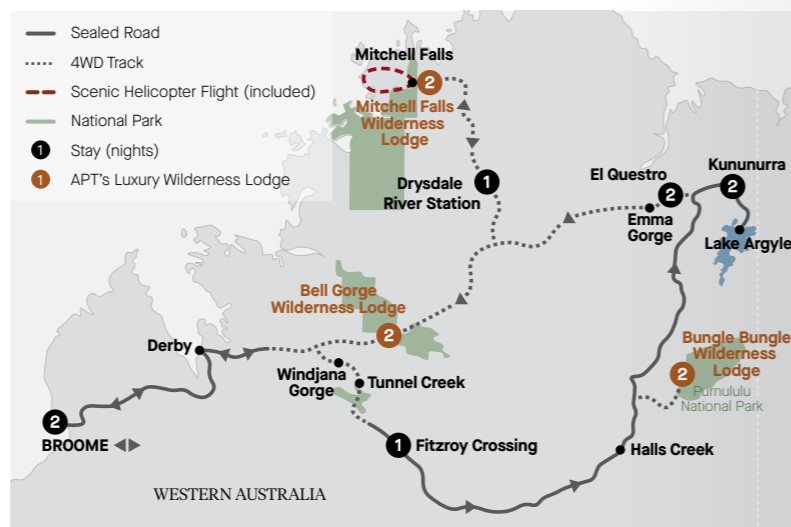 Sealed Road
4WD Track
Scenic Helicopter Flight (included)
National Park
1 Stay (nights)
1 APT's Luxury Wilderness Lodge
Mitchell Falls
2
Mitchell Falls
Wilderness
Lodge
Drysdale
River Station
1
El Questro
2
Kununurra
2
Emma
Gorge
Lake Argyle
Bell Gorge
Wilderness Lodge
2
Derby
Windjana
Gorge
Tunnel Creek
Bungle Bungle
Wilderness
Lodge
2
Purnululu
National Park
2
BROOME
1
Fitzroy Crossing
Halls Creek
WESTERN AUSTRALIA